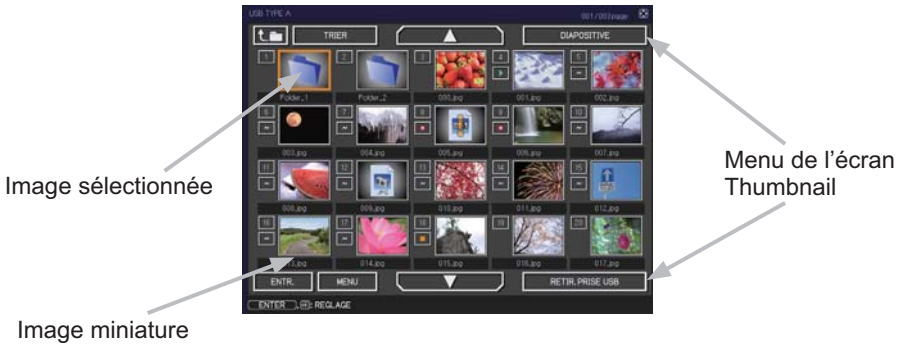 USB TYPE A
001/003page
TRIER
DIAPOSITIVE
1
2
3
4
5
Folder_1
Folder_2
000.jpg
001.jpg
002.jpg
6
7
8
9
10
003.jpg
004.jpg
005.jpg
006.jpg
007.jpg
11
12
13
14
15
008.jpg
009.jpg
010.jpg
011.jpg
012.jpg
16
17
18
19
20
013.jpg
014.jpg
015.jpg
016.jpg
017.jpg
ENTR.
MENU
RETIR. PRISE USB
ENTER , : REGLAGE
Image sélectionnée
Menu de l’écran
Thumbnail
Image miniature